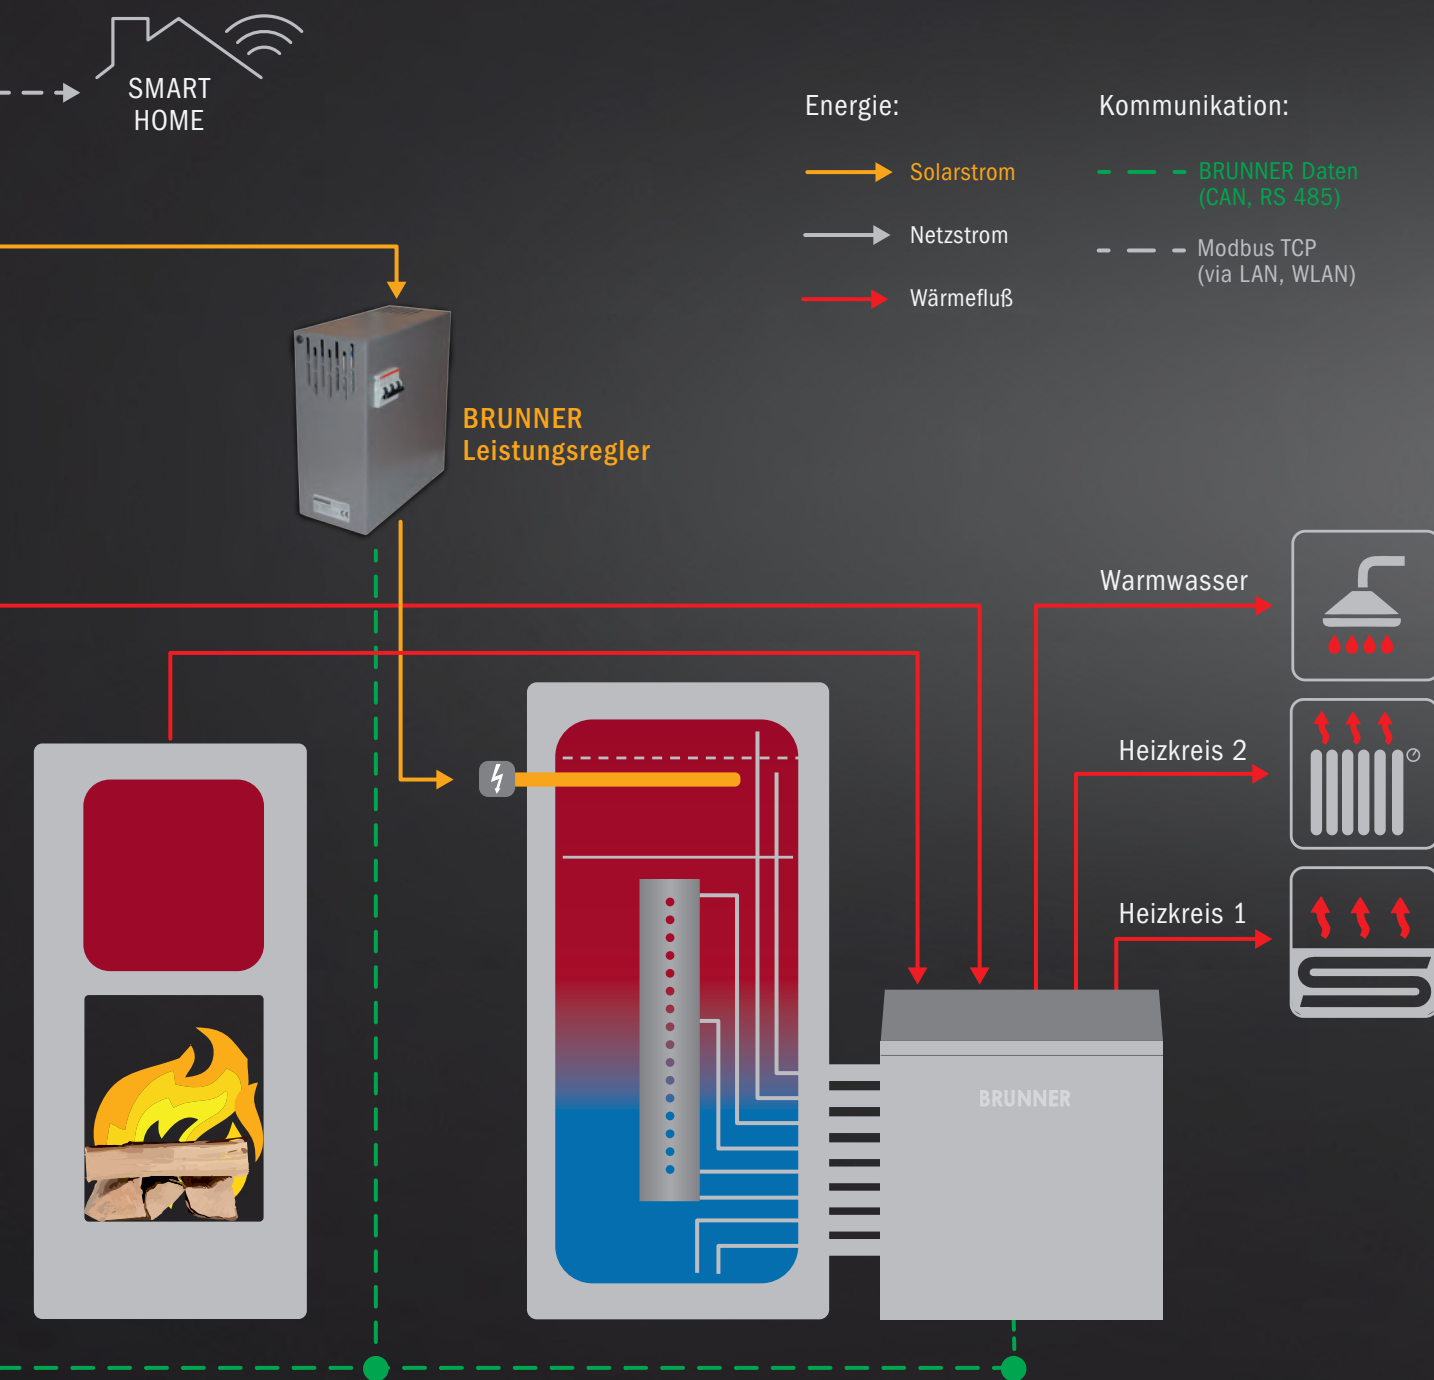 SMART
HOME
Energie:
Solarstrom
Netzstrom
Wärmefluß
Kommunikation:
BRUNNER Daten
(CAN, RS 485)
Modbus TCP
(via LAN, WLAN)
BRUNNER
Leistungsregler
Warmwasser
Heizkreis 2
Heizkreis 1
BRUNNER